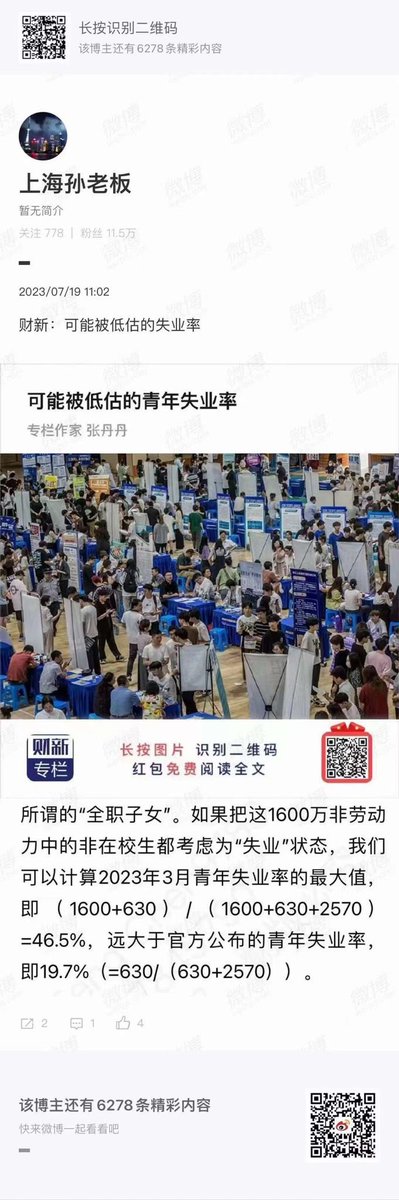 长按识别二维码
该博主还有6278条精彩内容
上海孙老板
暂无简介
关注 778 | 粉丝 11.5万
2023/07/19 11:02
财新：可能被低估的失业率
可能被低估的青年失业率
专栏作家 张丹丹
财新
专栏
长按图片 识别二维码
红包免费阅读全文
所谓的“全职子女”。如果把这1600万非劳动
力中的非在校生都考虑为“失业”状态，我们
可以计算2023年3月青年失业率的最大值，
即（1600+630）/（1600+630+2570）
=46.5%，远大于官方公布的青年失业率，
即19.7%（=630/（630+2570））。
2
1
4
该博主还有6278条精彩内容
快来微博一起看看吧